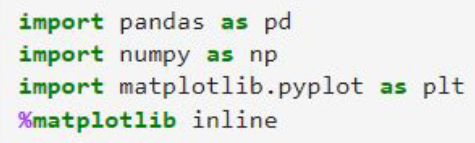 import pandas as pd
import numpy as np
import matplotlib.pyplot as plt
%matplotlib inline